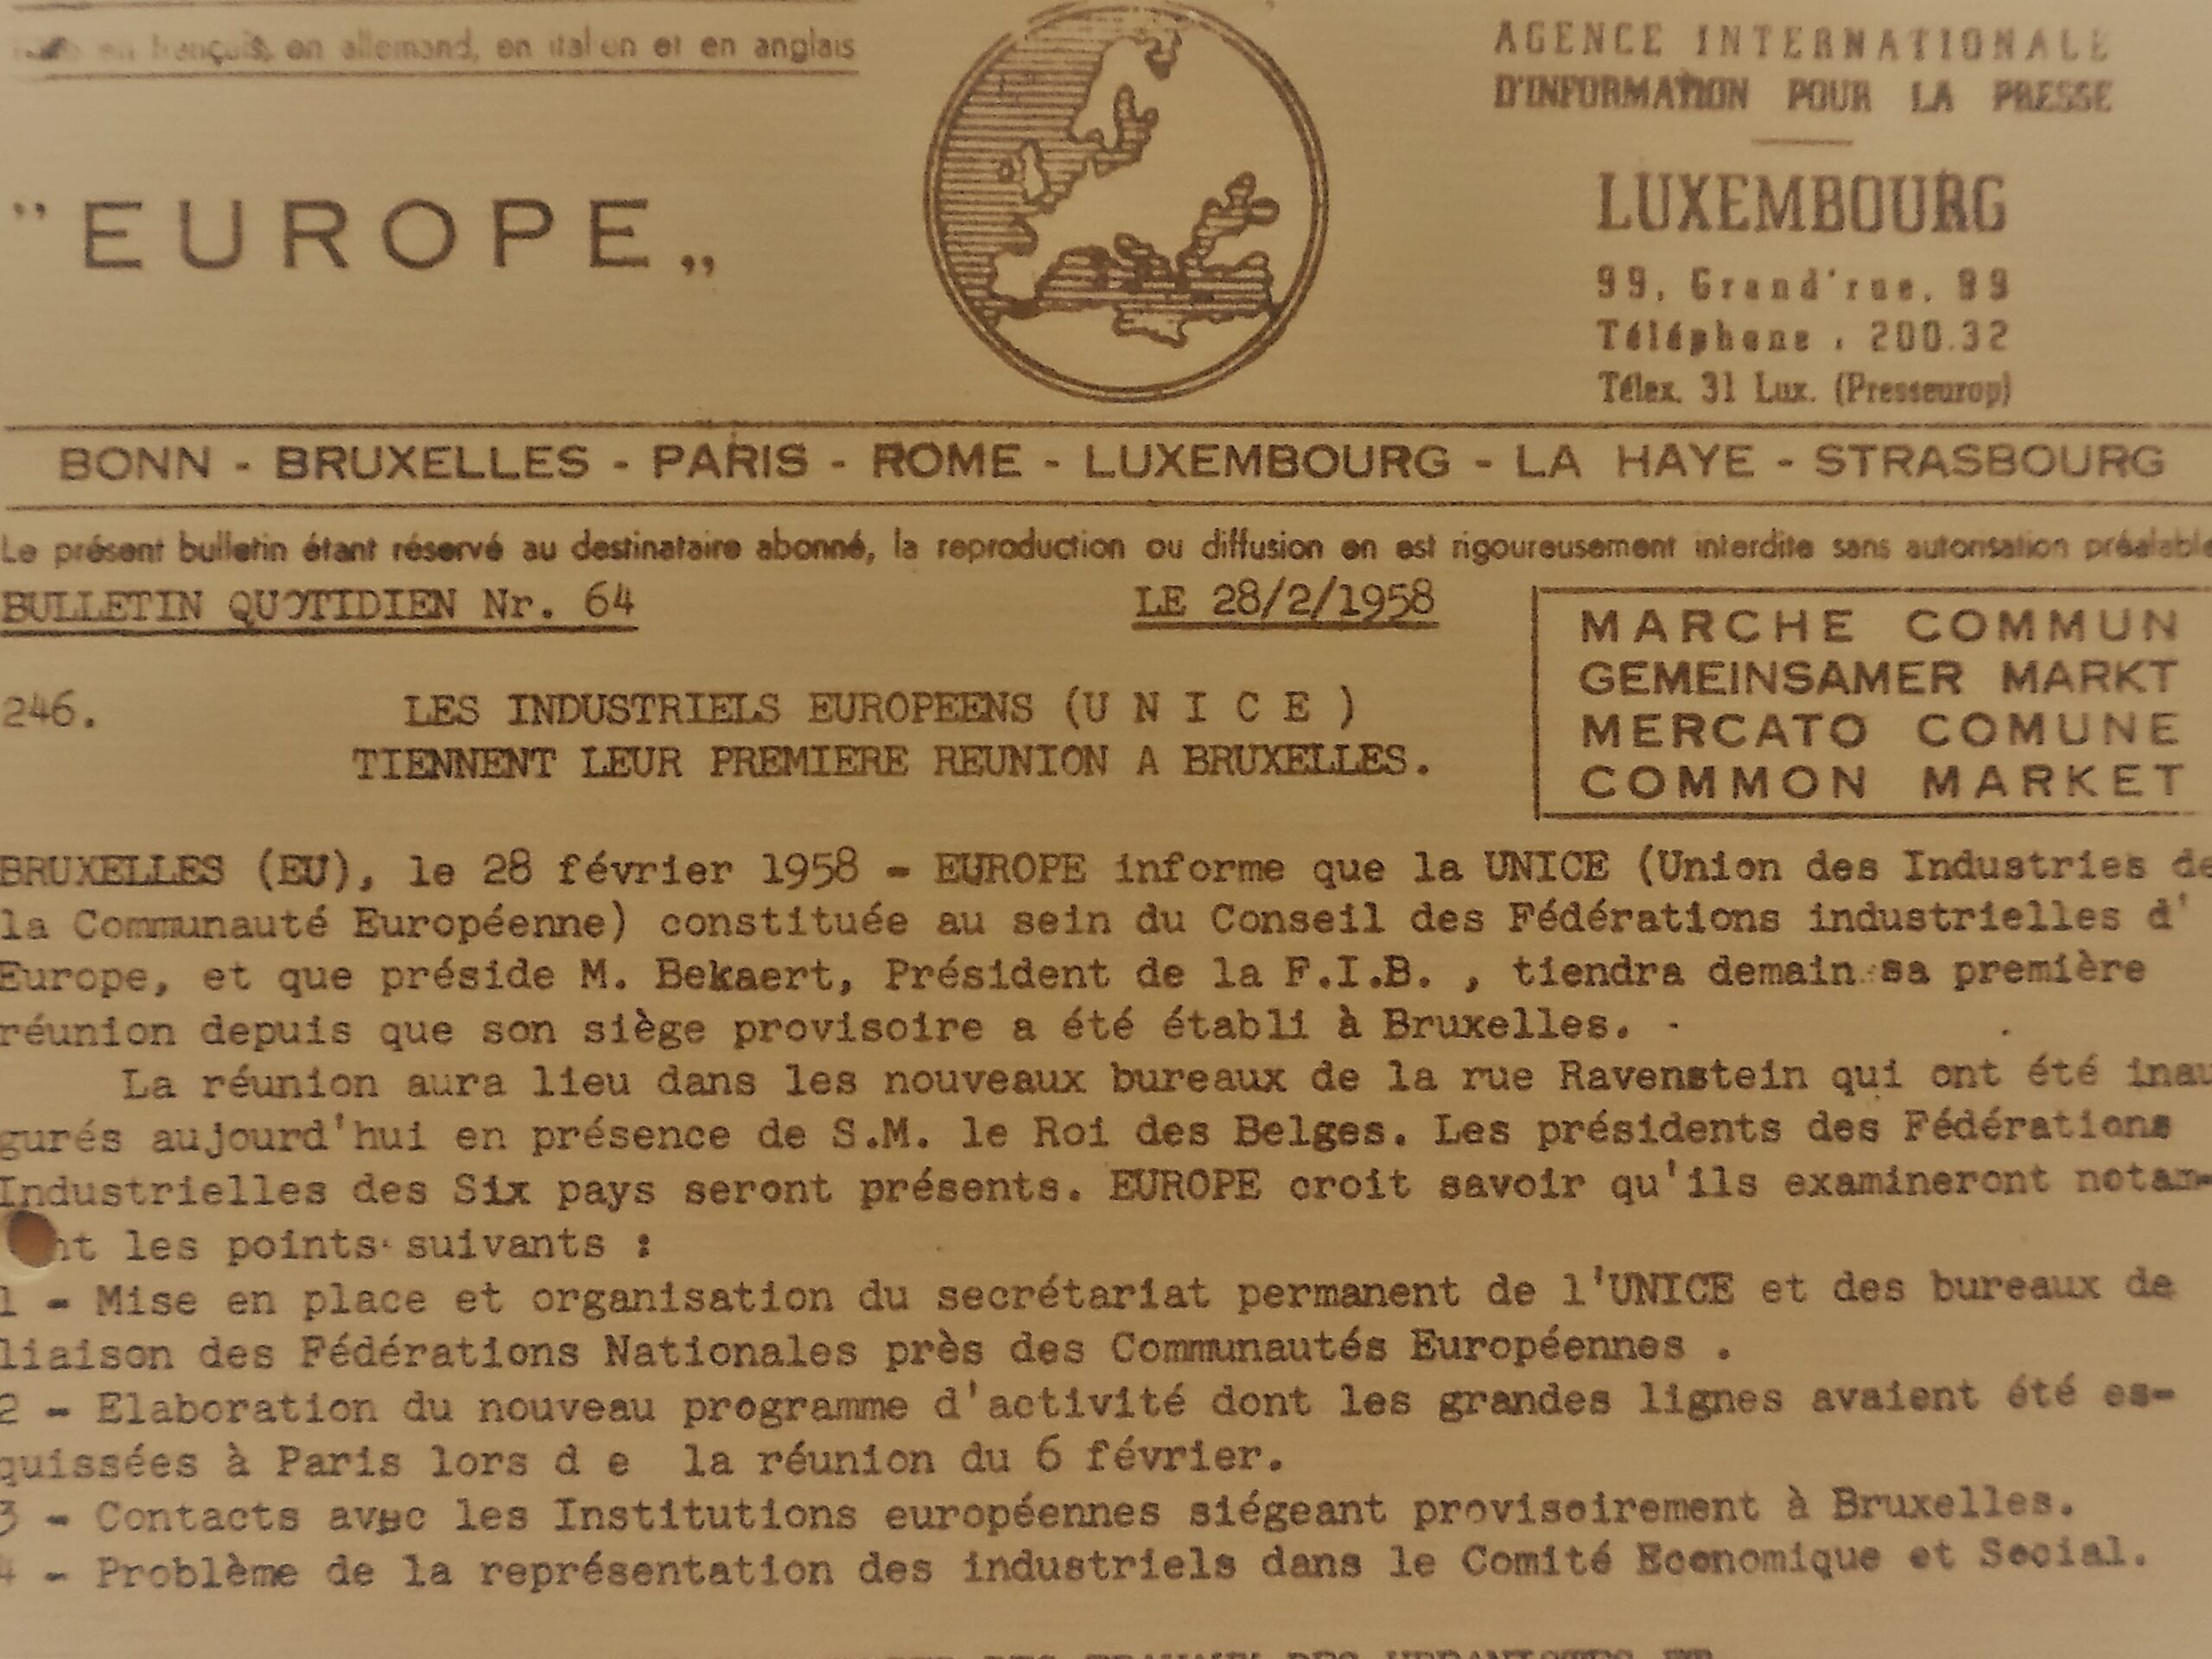 en français, en allemand, en italien et en anglais
AGENCE INTERNATIONALE
D'INFORMATION POUR LA PRESSE
"EUROPE„
LUXEMBOURG
99, Grand'rue, 99
Téléphone : 200.32
Télex. 31 Lux. (Presseurop)
BONN - BRUXELLES - PARIS - ROME - LUXEMBOURG - LA HAYE - STRASBOURG
Le présent bulletin étant réservé au destinataire abonné, la reproduction ou diffusion en est rigoureusement interdite sans autorisation préalable
BULLETIN QUOTIDIEN Nr. 64
LE 28/2/1958
MARCHE COMMUN
GEMEINSAMER MARKT
MERCATO COMUNE
COMMON MARKET
246. LES INDUSTRIELS EUROPEENS (U N I C E )
TIENNENT LEUR PREMIERE REUNION A BRUXELLES.
BRUXELLES (EU), le 28 février 1958 - EUROPE informe que la UNICE (Union des Industries de
la Communauté Européenne) constituée au sein du Conseil des Fédérations industrielles d'
Europe, et que préside M. Bekaert, Président de la F.I.B. , tiendra demain sa première
réunion depuis que son siège provisoire a été établi à Bruxelles.
La réunion aura lieu dans les nouveaux bureaux de la rue Ravenstein qui ont été inau
gurés aujourd'hui en présence de S.M. le Roi des Belges. Les présidents des Fédérations
Industrielles des Six pays seront présents. EUROPE croit savoir qu'ils examineront notam-
nt les points suivants :
1 - Mise en place et organisation du secrétariat permanent de l'UNICE et des bureaux de
liaison des Fédérations Nationales près des Communautés Européennes .
2 - Elaboration du nouveau programme d'activité dont les grandes lignes avaient été es-
quissées à Paris lors d e la réunion du 6 février.
3 - Contacts avec les Institutions européennes siégeant provisoirement à Bruxelles.
4 - Problème de la représentation des industriels dans le Comité Economique et Social.
DES TRAVAUX DES URBANISTES ET